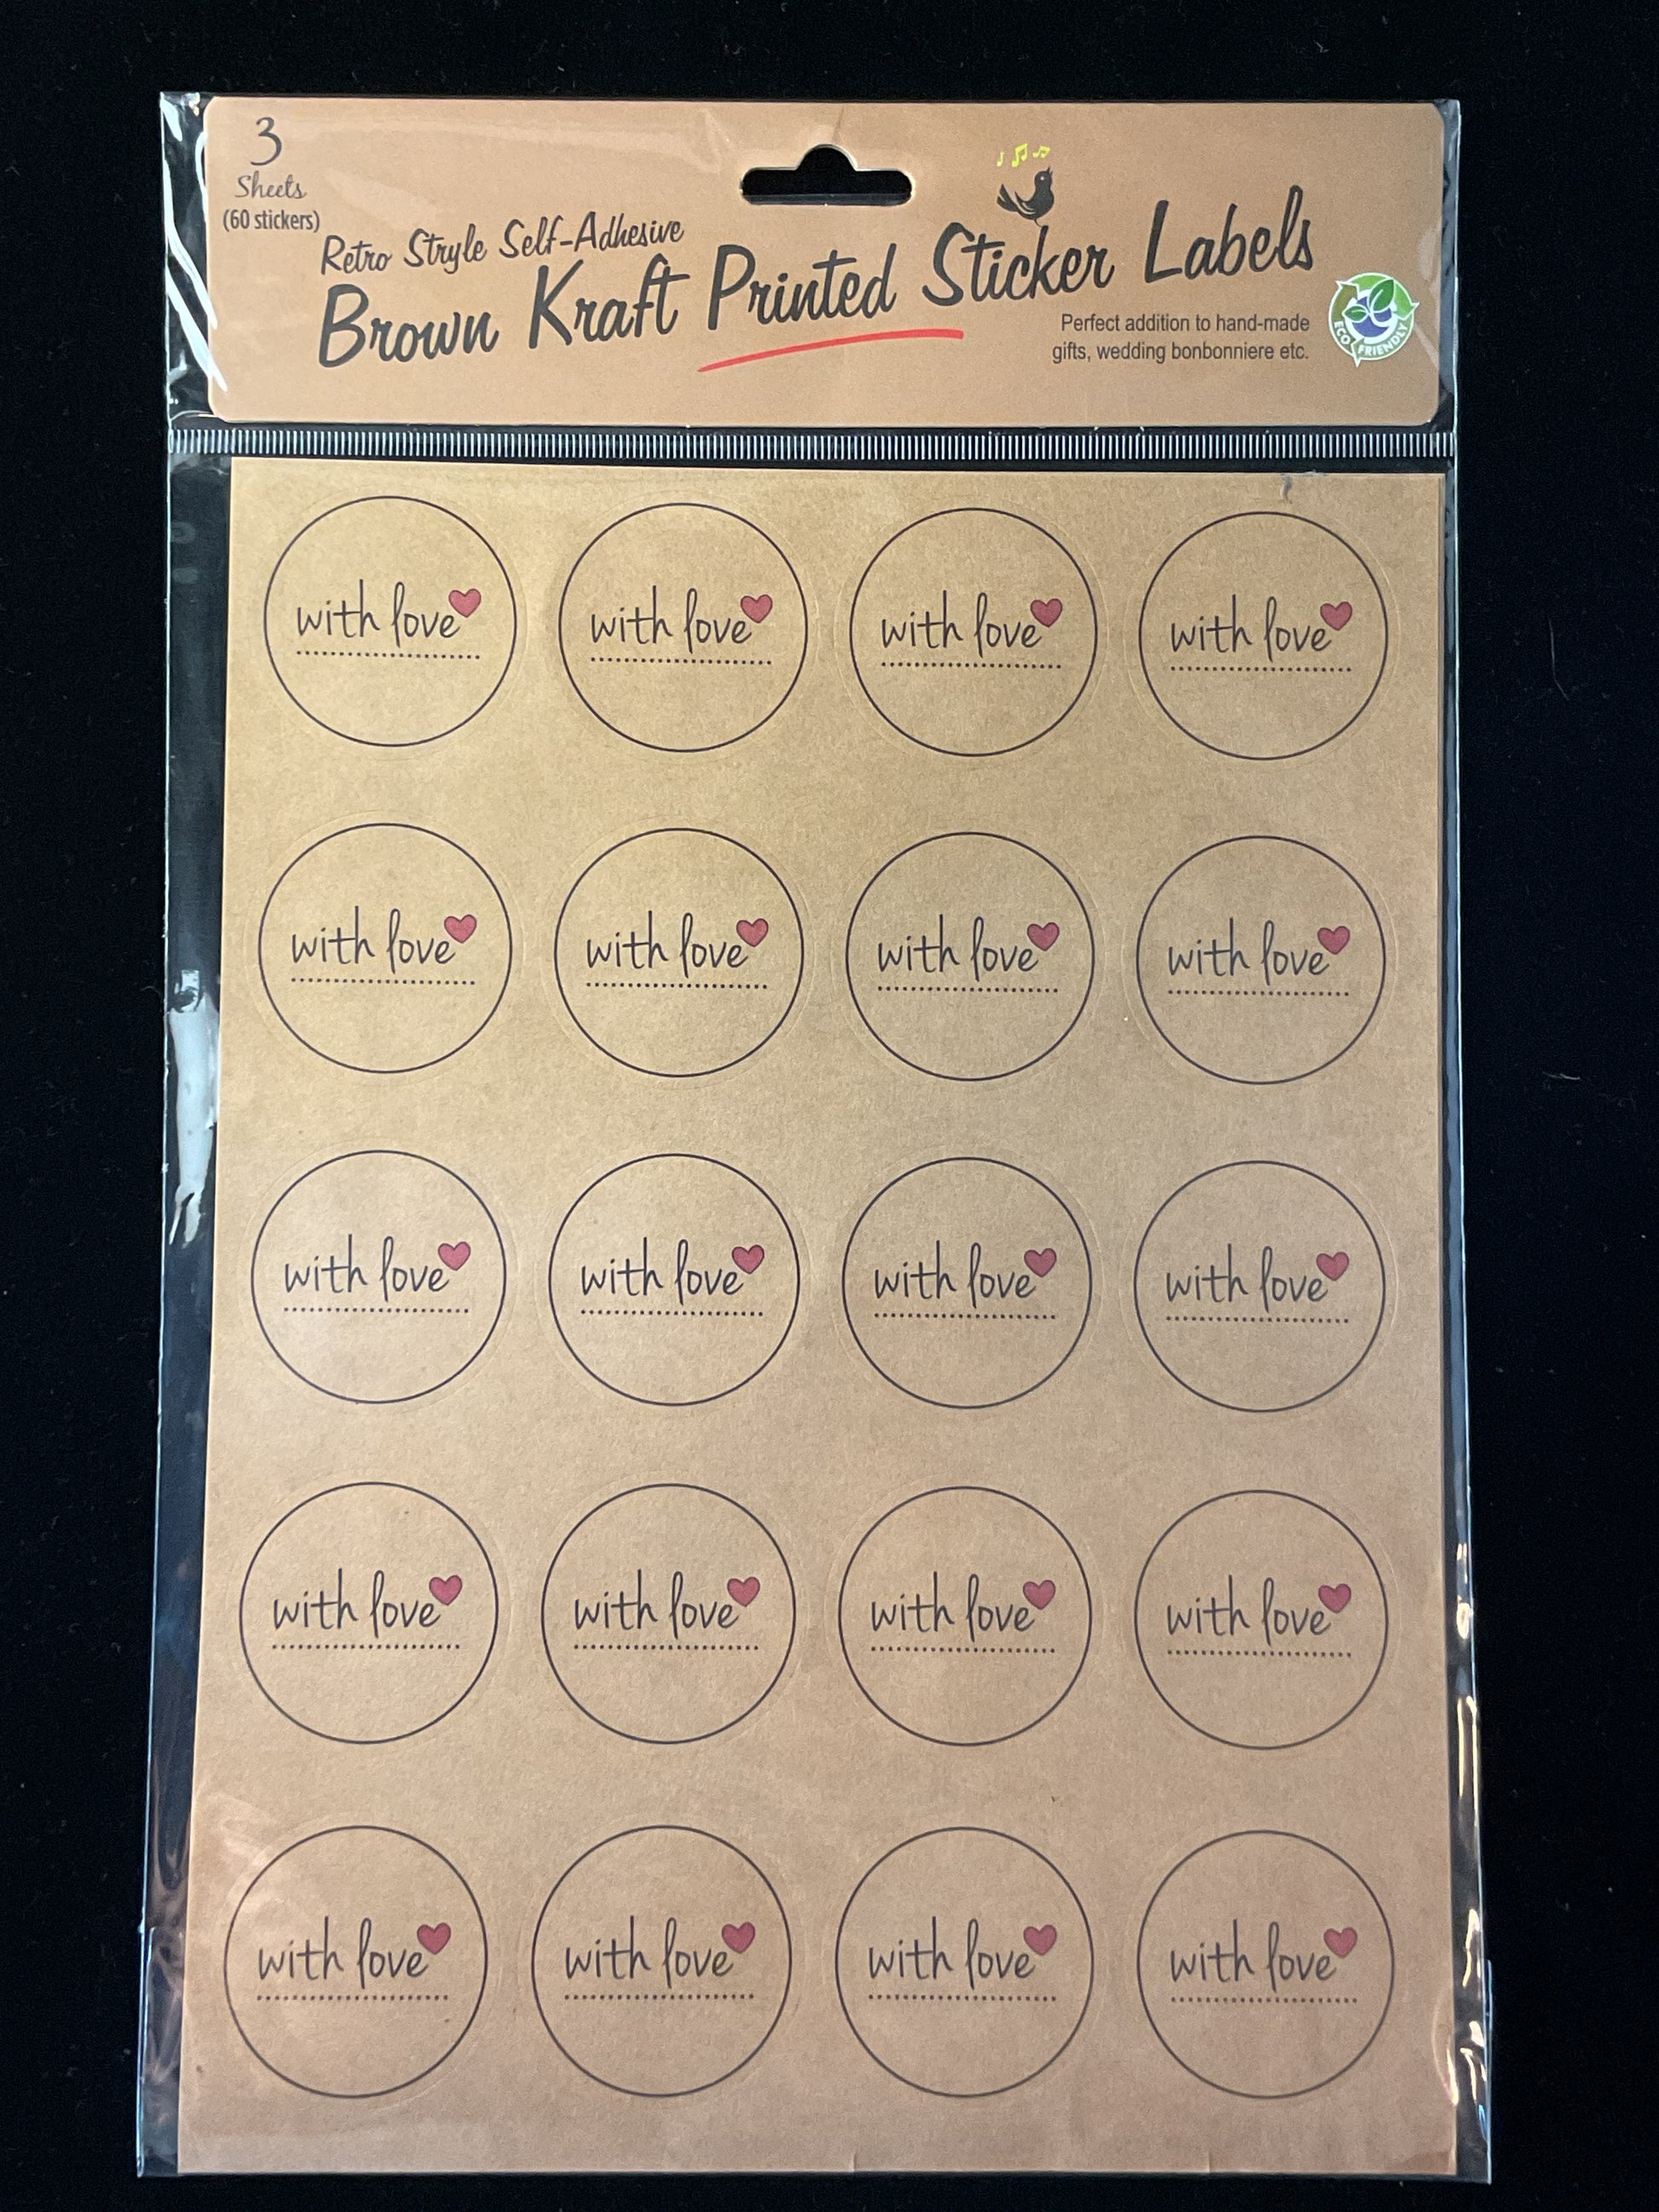 3
Sheets
(60 stickers)
Retro Stryle Self-Adhesive
Brown Kraft Printed Sticker Labels
Perfect addition to hand-made
gifts, wedding bonbonniere etc.
ECO FRIENDLY
with love with love with love with love
with love with love with love with love
with love with love with love with love
with love with love with love with love
with love with love with love with love